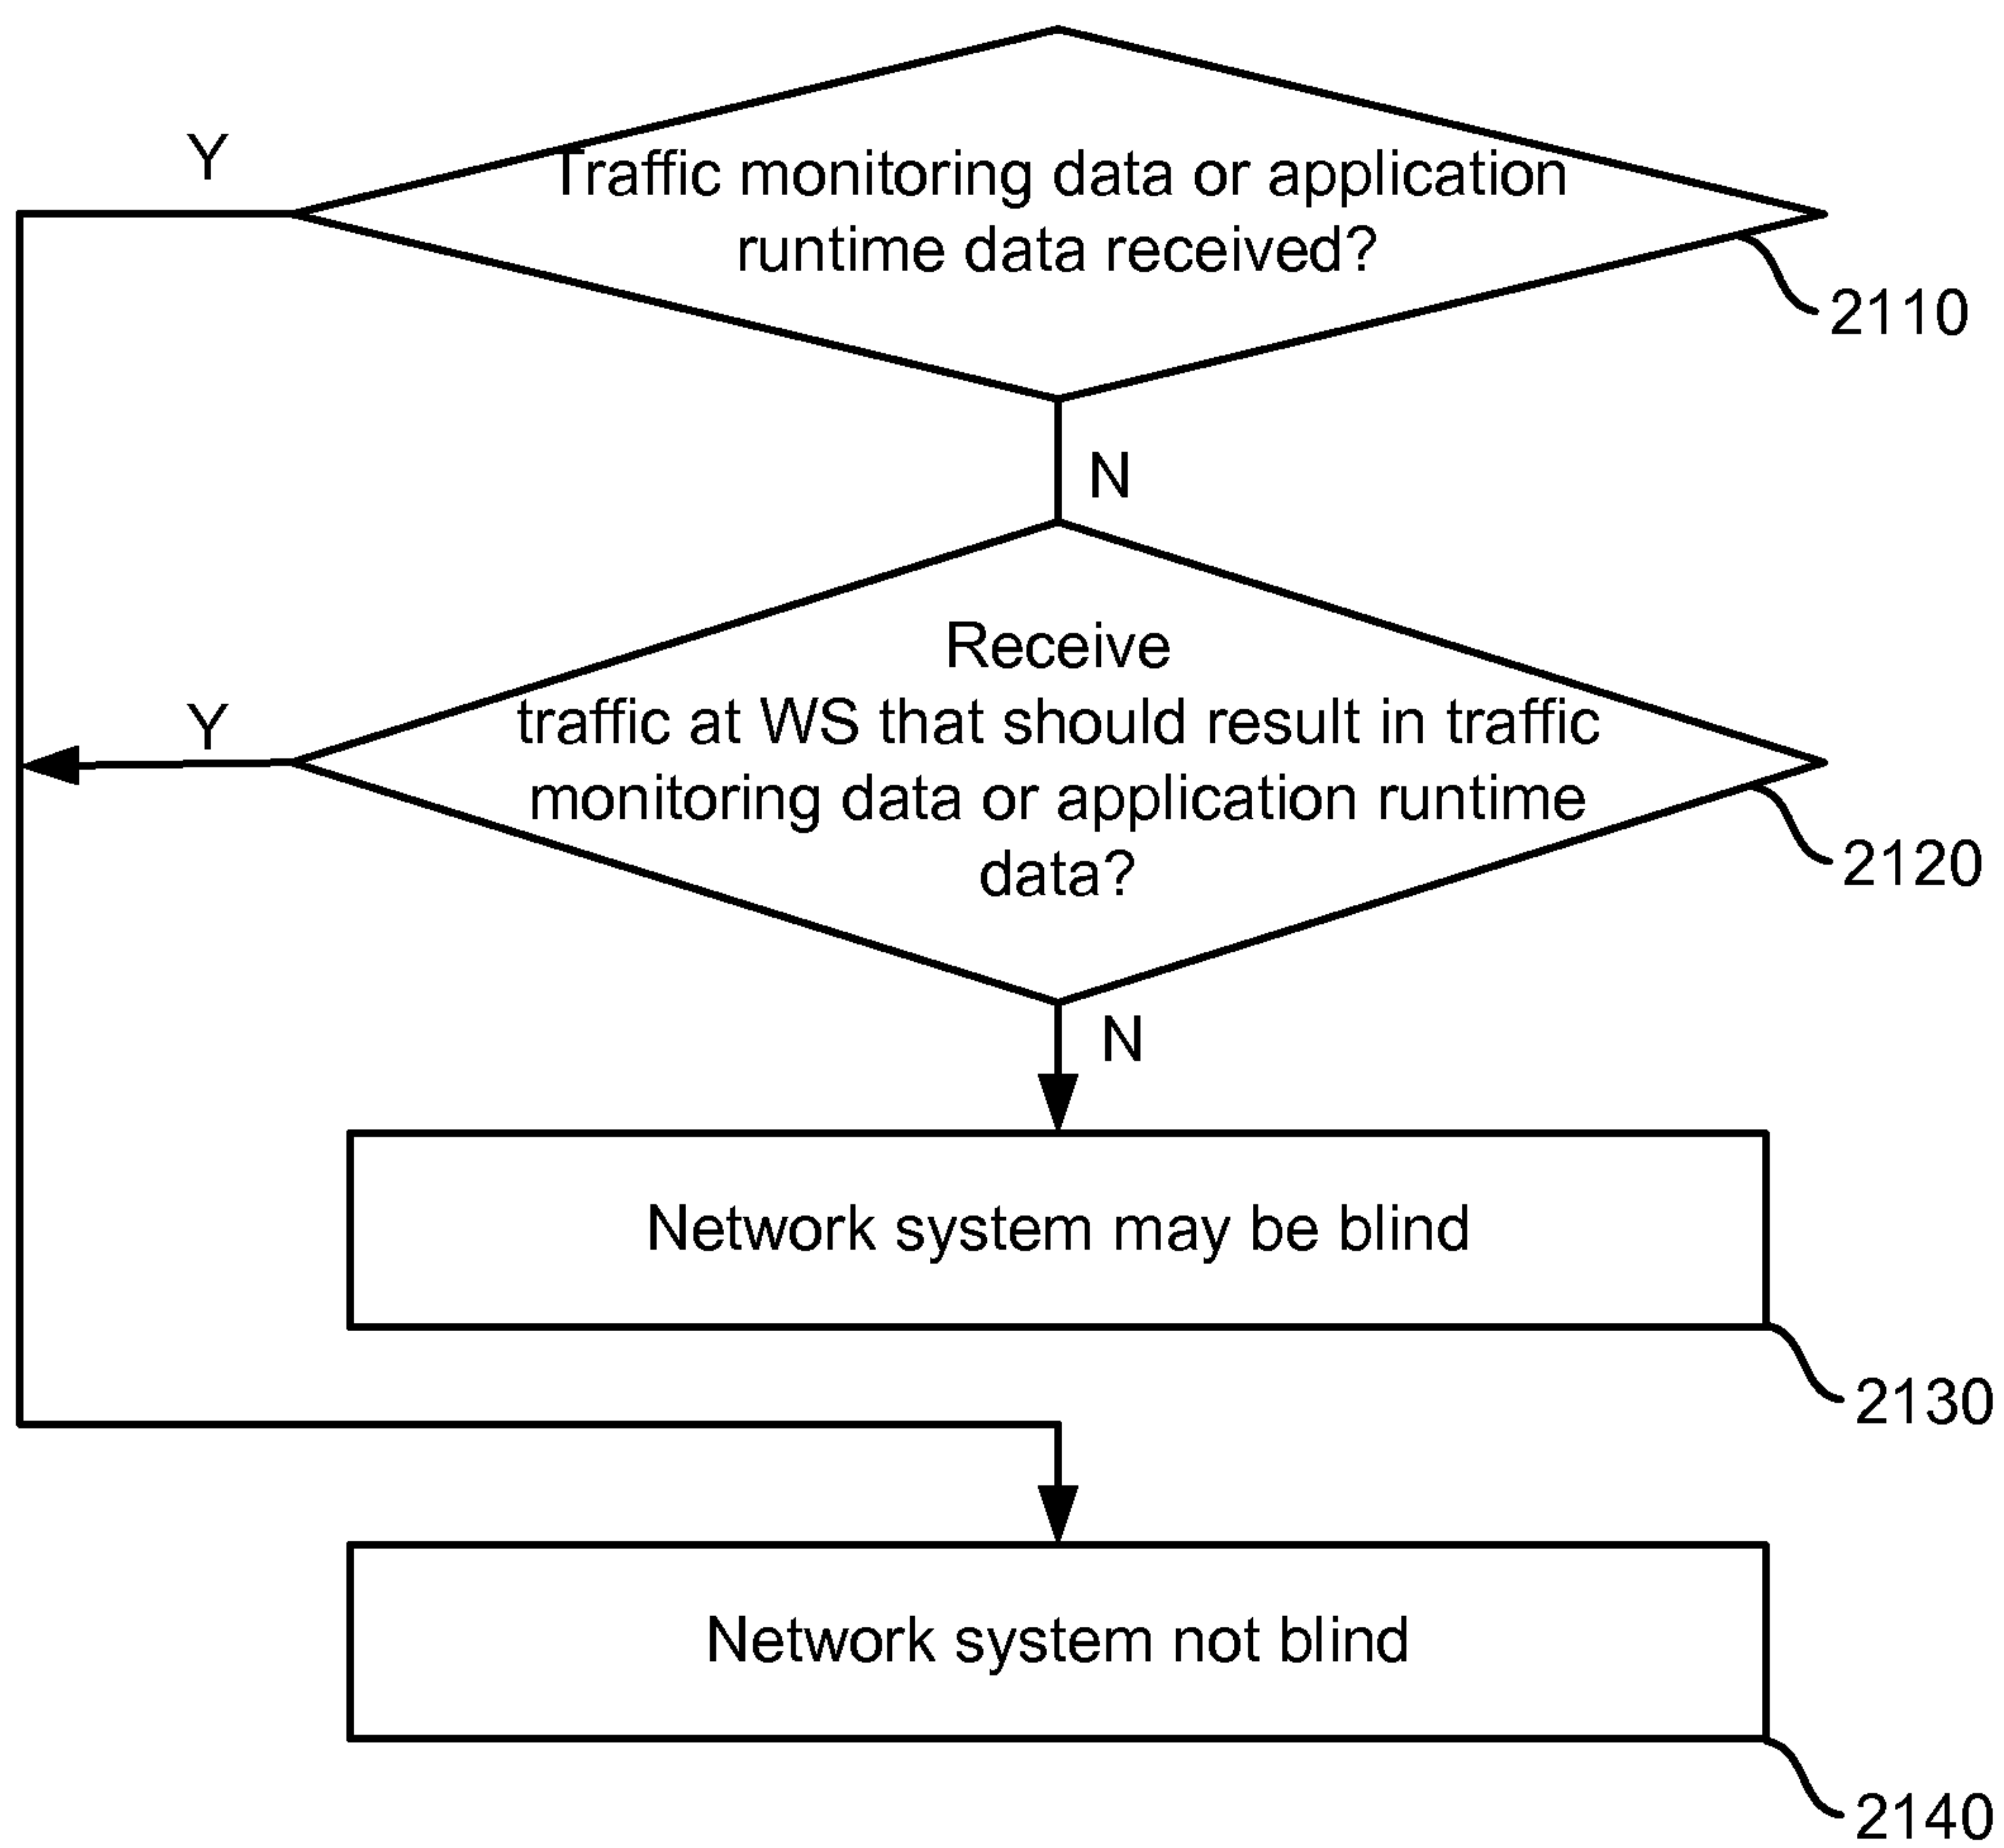 Y
Traffic monitoring data or application
runtime data received?
2110
N
Receive
traffic at WS that should result in traffic
monitoring data or application runtime
data?
Y
2120
N
Network system may be blind
2130
Network system not blind
2140